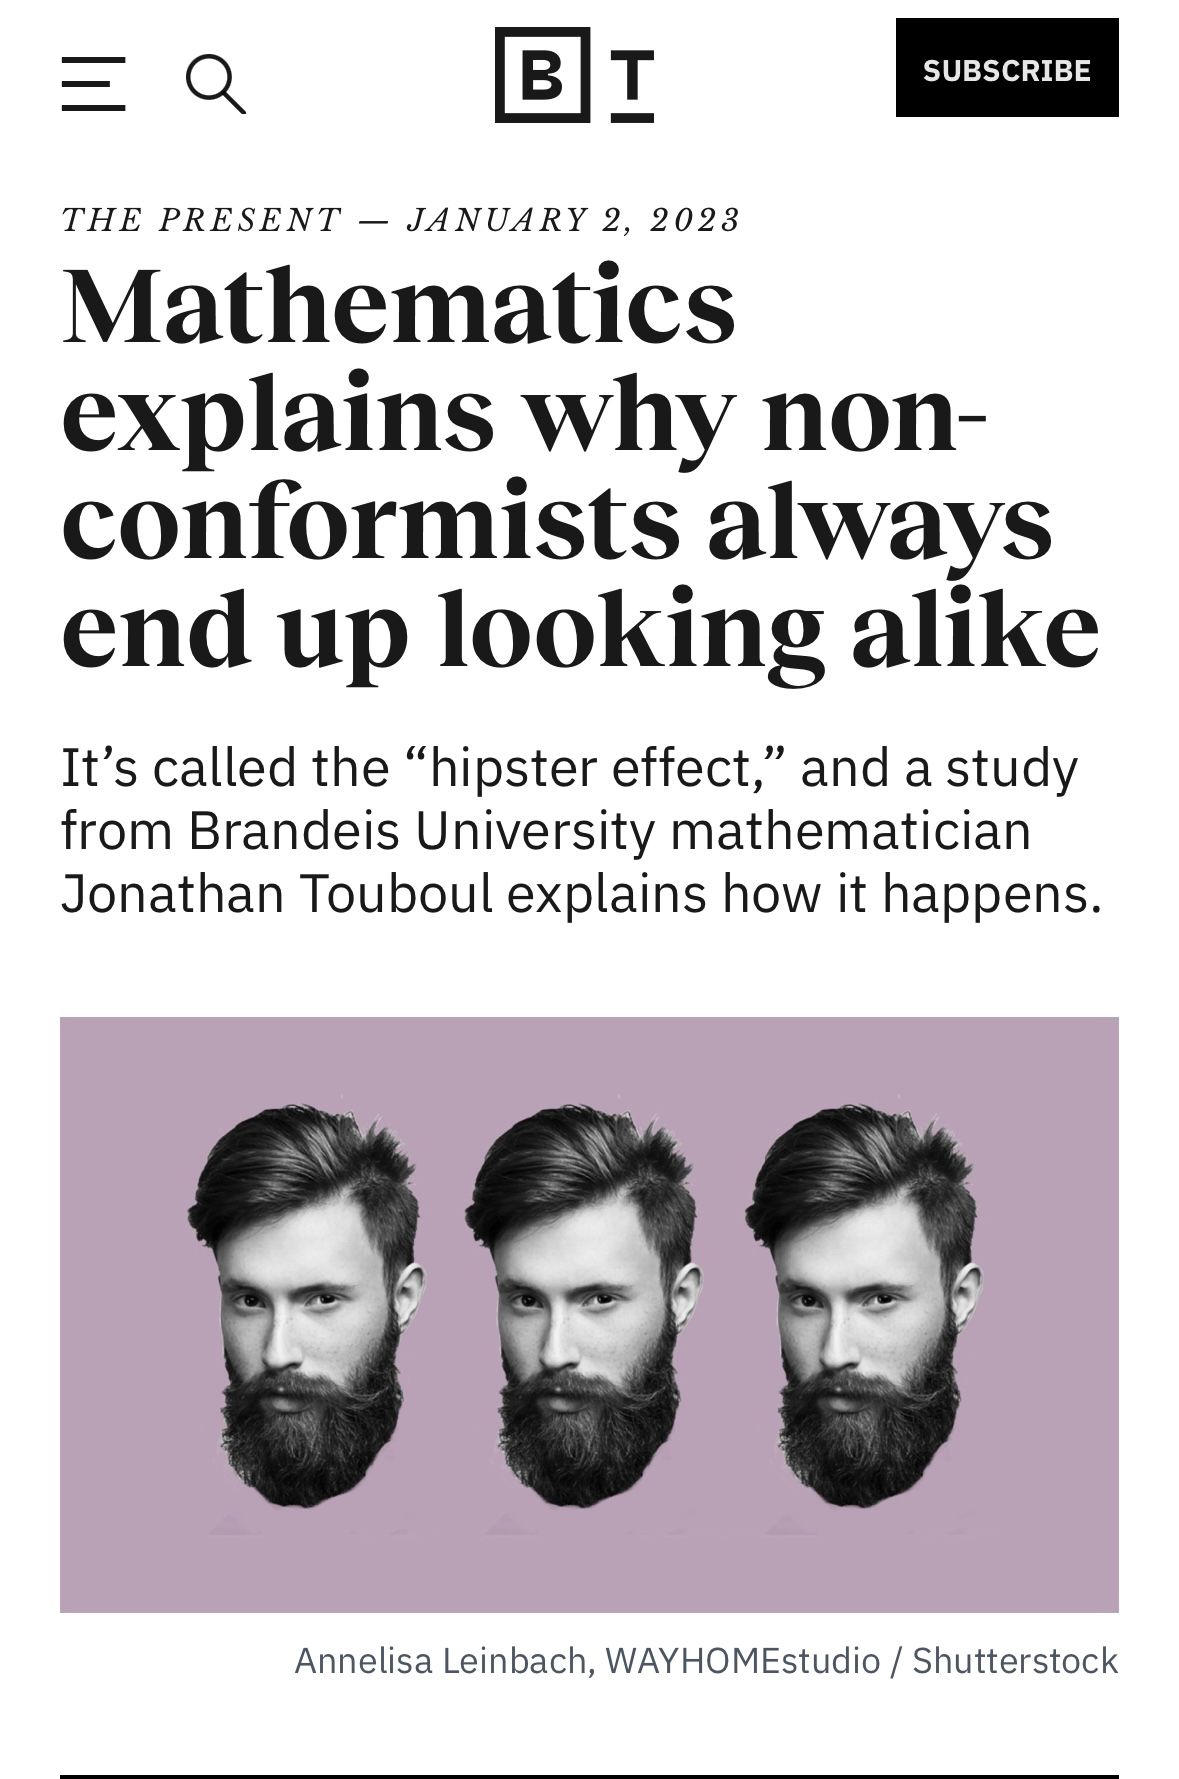 B T
SUBSCRIBE
THE PRESENT — JANUARY 2, 2023
Mathematics
explains why non-
conformists always
end up looking alike
It’s called the “hipster effect,” and a study
from Brandeis University mathematician
Jonathan Touboul explains how it happens.
Annelisa Leinbach, WAYHOMEstudio / Shutterstock